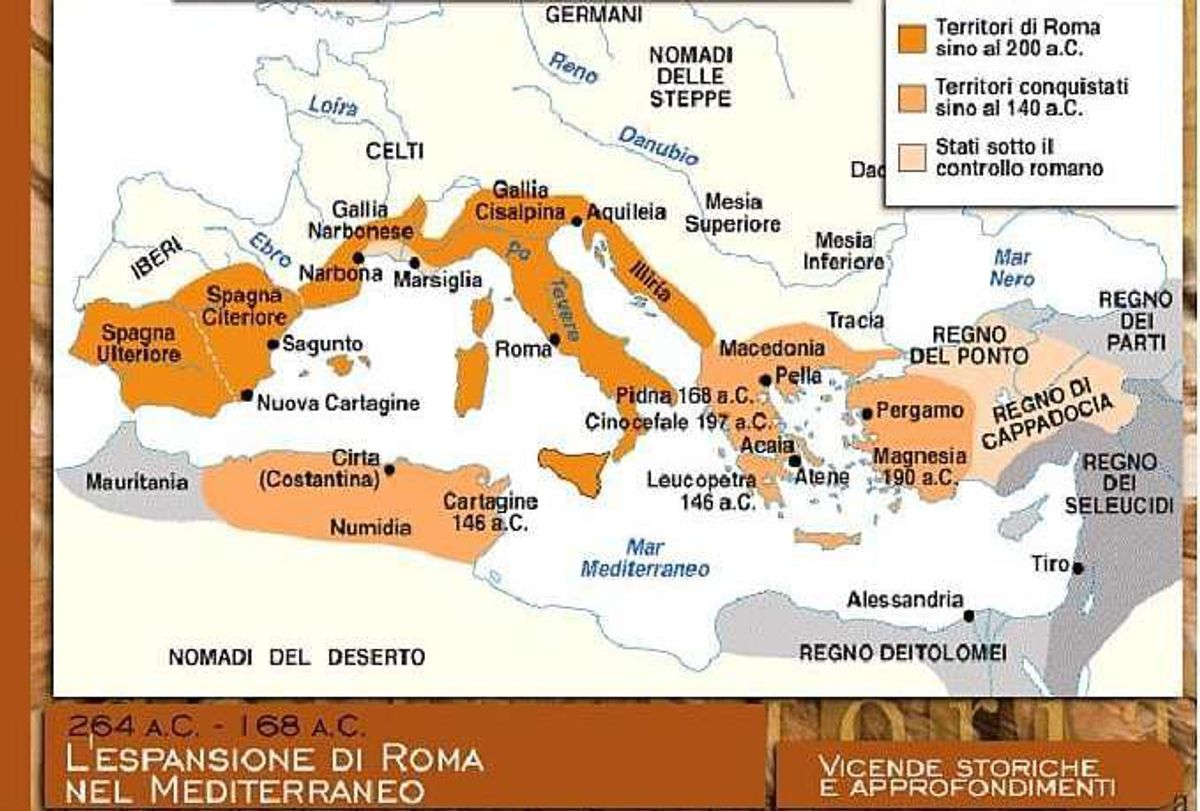 GERMANI
Reno
NOMADI
DELLE
STEPPE
Territori di Roma
sino al 200 a.C.
Territori conquistati
sino al 140 a.C.
Stati sotto il
controllo romano
Loira
CELTI
Danubio
Dac
Gallia
Cisalpina
Aquileia
Mesia
Superiore
Gallia
Narbonese
IBERI
Ebro
Narbona
Marsiglia
Po
Tevere
Illiria
Mesia
Inferiore
Mar
Nero
Spagna
Citeriore
Spagna
Ulteriore
Sagunto
Nuova Cartagine
Roma
Macedonia
Tracia
REGNO
DEL PONTO
REGNO
DEI
PARTI
Pella
Pidna 168 a.C.
Cinocefale 197 a.C.
Pergamo
REGNO DI
CAPPADOCIA
Acaia
Atene
Leucopetra
146 a.C.
Magnesia
190 a.C.
REGNO
DEI
SELEUCIDI
Mauritania
Cirta
(Costantina)
Numidia
Cartagine
146 a.C.
Mar
Mediterraneo
Tiro
Alessandria
REGNO DEITOLOMEI
NOMADI DEL DESERTO
264 A.C. - 168 A.C.
L'ESPANSIONE DI ROMA
NEL MEDITERRANEO
VICENDE STORICHE
E APPROFONDIMENTI